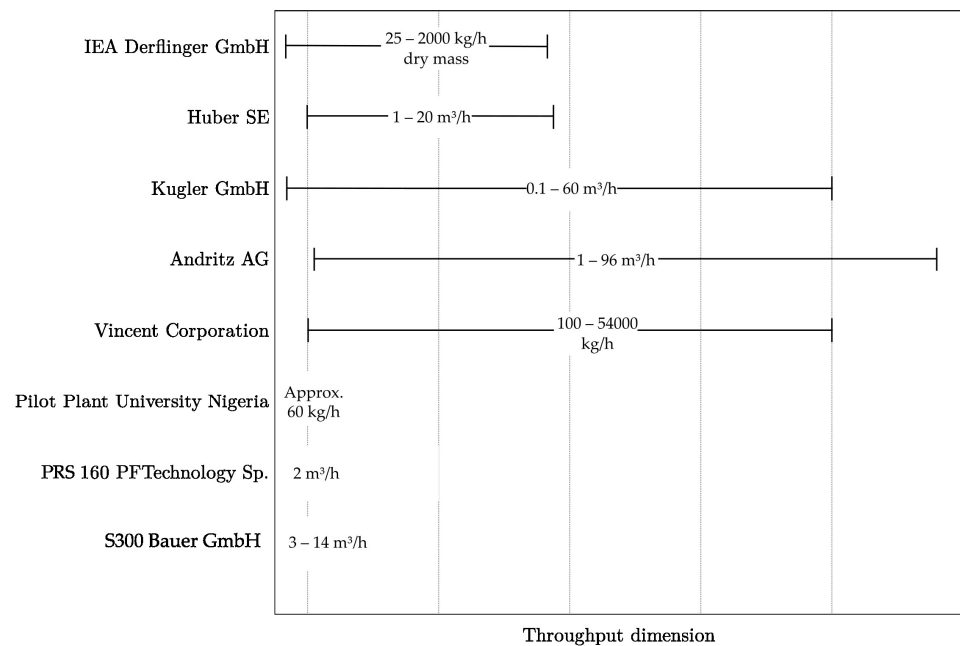 IEA Derflinger GmbH
25 – 2000 kg/h
dry mass
Huber SE
1 – 20 m³/h
Kugler GmbH
0.1 – 60 m³/h
Andritz AG
1 – 96 m³/h
Vincent Corporation
100 – 54000
kg/h
Pilot Plant University Nigeria
Approx.
60 kg/h
PRS 160 PFTechnology Sp.
2 m³/h
S300 Bauer GmbH
3 – 14 m³/h
Throughput dimension